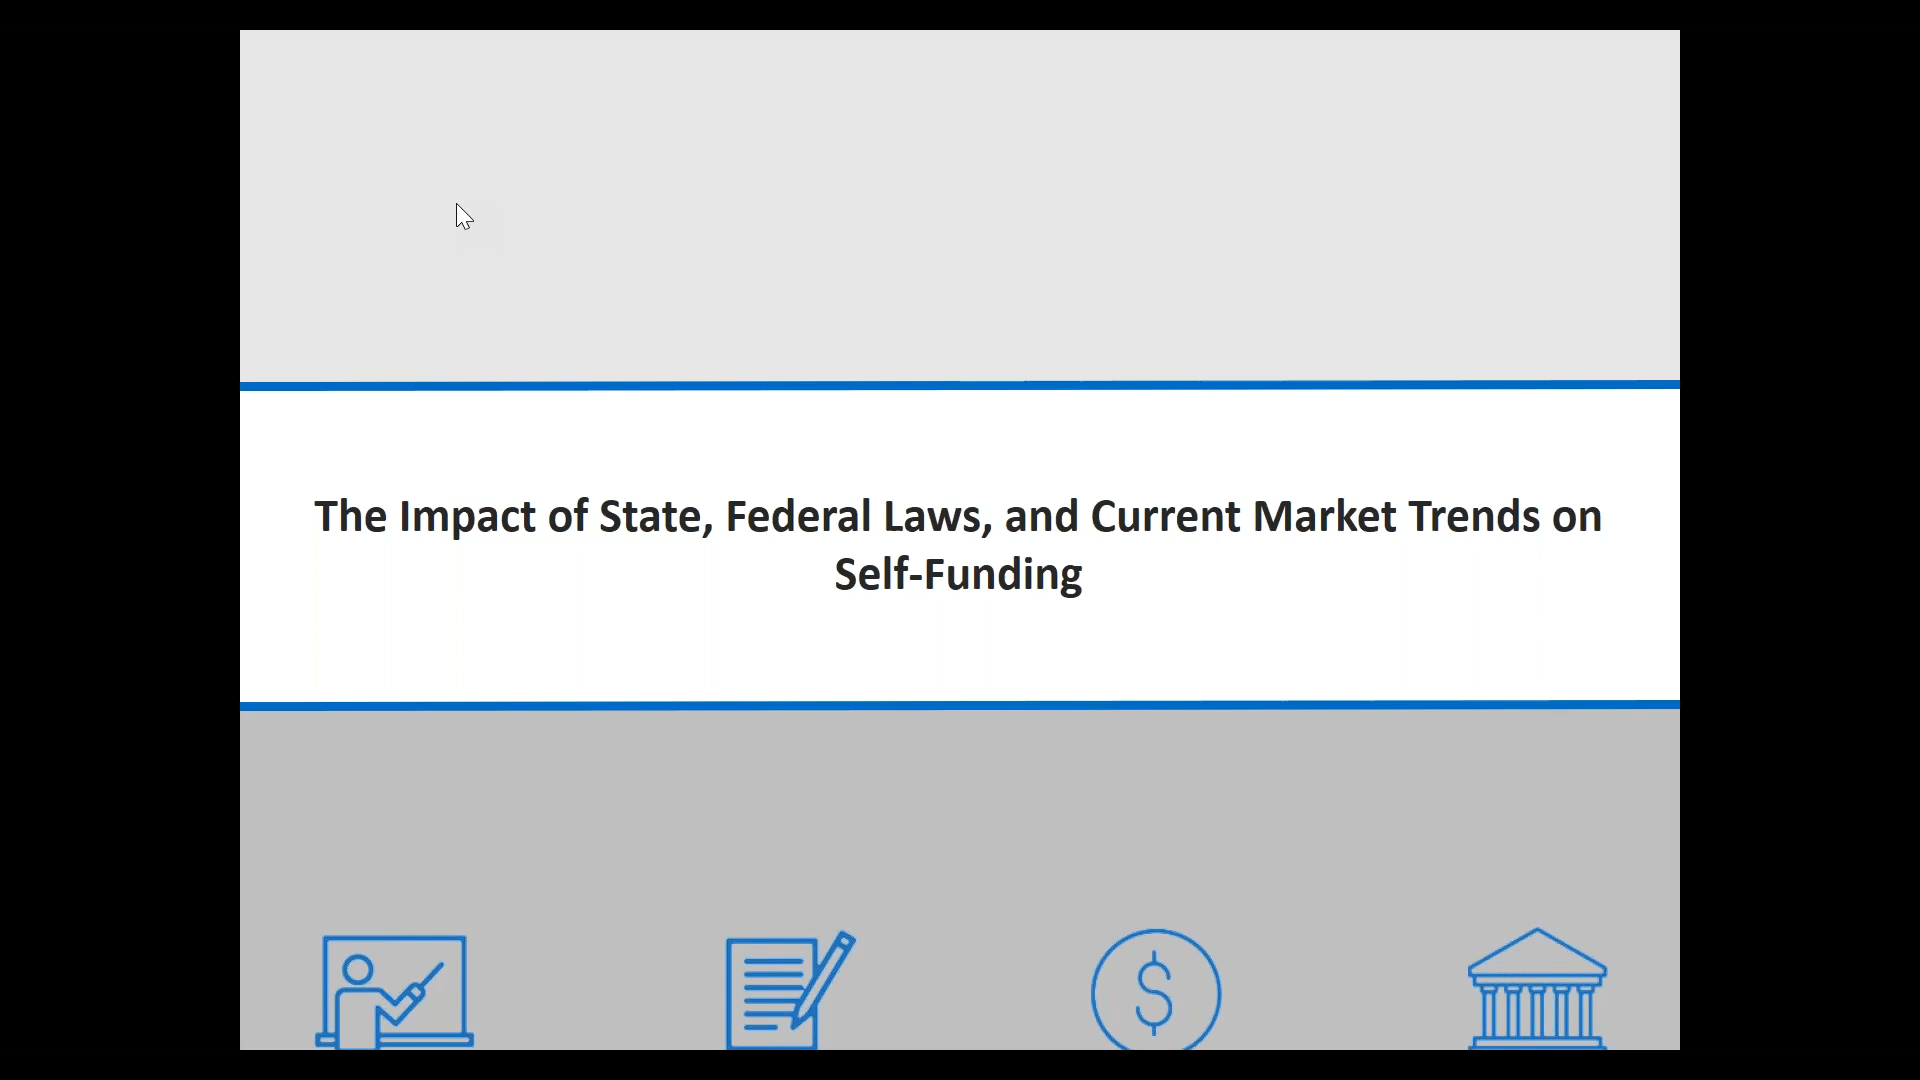 The Impact of State, Federal Laws, and Current Market Trends on
Self-Funding